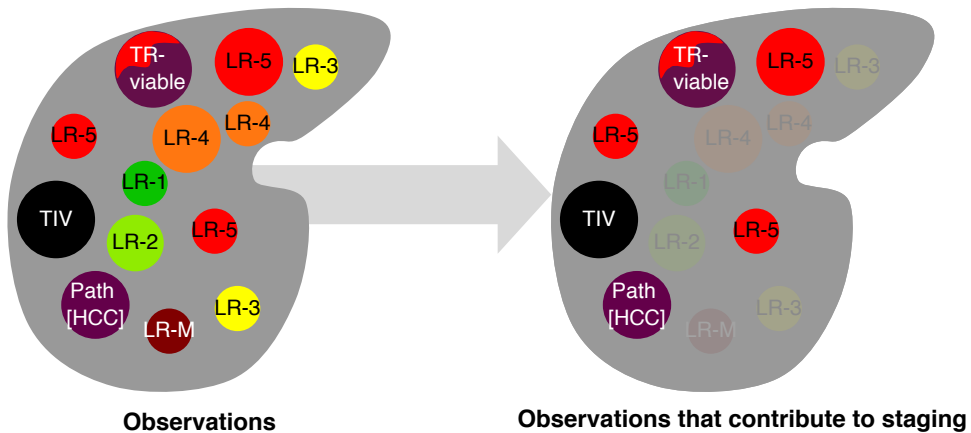 TR-
viable
LR-5
LR-3
LR-5
LR-4
LR-4
LR-1
TIV
LR-2
LR-5
Path
[HCC]
LR-M
LR-3
Observations
TR-
viable
LR-5
LR-3
LR-5
LR-4
LR-4
LR-1
TIV
LR-2
LR-5
Path
[HCC]
LR-M
LR-3
Observations that contribute to staging